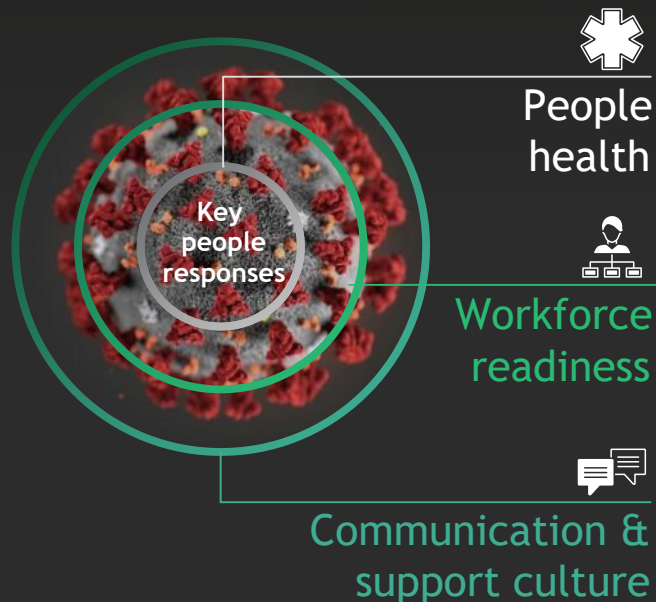 People
health
Key
people
responses
Workforce
readiness
Communication &
support culture